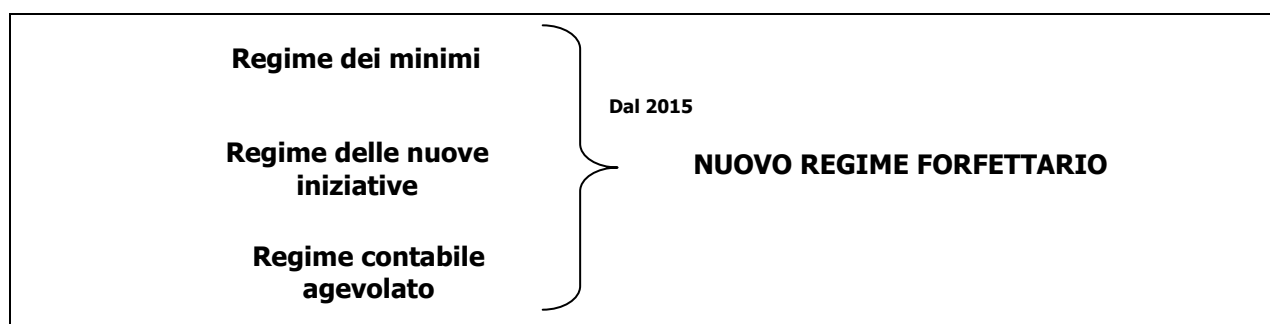 Regime dei minimi
Regime delle nuove
iniziative
Regime contabile
agevolato
Dal 2015
NUOVO REGIME FORFETTARIO